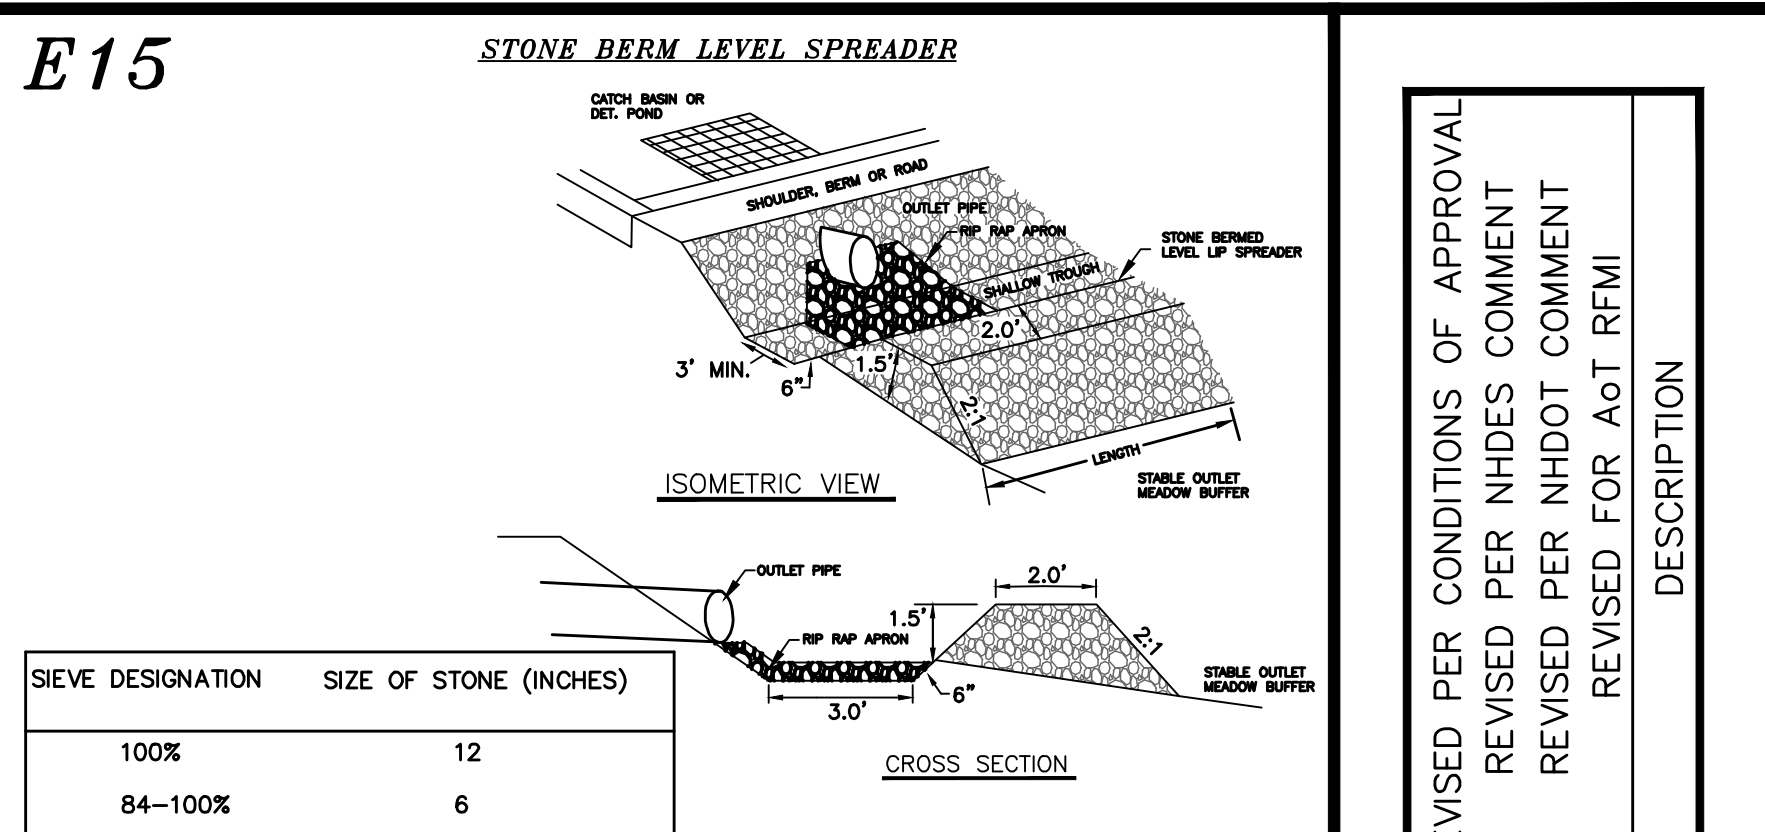 E15
STONE BERM LEVEL SPREADER
CATCH BASIN OR
DET. POND
SHOULDER, BERM OR ROAD
OUTLET PIPE
RIP RAP APRON
STONE BERMED
LEVEL LIP SPREADER
SHALLOW TROUGH
2.0'
1.5'
3' MIN.
6"
2:1
LENGTH
STABLE OUTLET
MEADOW BUFFER
ISOMETRIC VIEW
OUTLET PIPE
2.0'
1.5'
RIP RAP APRON
2:1
STABLE OUTLET
MEADOW BUFFER
6"
3.0'
CROSS SECTION
SIEVE DESIGNATION SIZE OF STONE (INCHES)
100% 12
84-100% 6
VISED PER CONDITIONS OF APPROVAL
REVISED PER NHDES COMMENT
REVISED PER NHDOT COMMENT
REVISED FOR AoT RFMI
DESCRIPTION